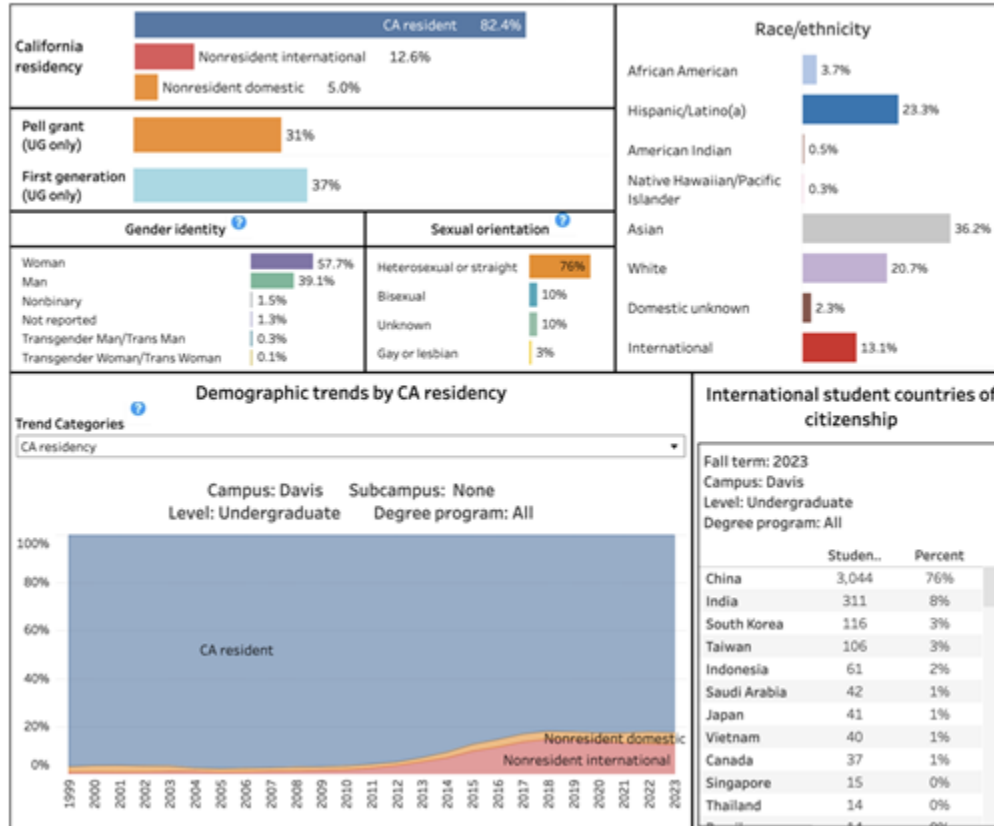 California
residency
CA resident 82.4%
Nonresident international 12.6%
Nonresident domestic 5.0%
Pell grant
(UG only)
31%
First generation
(UG only)
37%
Gender identity ?
Woman 57.7%
Man 39.1%
Nonbinary 1.5%
Not reported 1.3%
Transgender Man/Trans Man 0.3%
Transgender Woman/Trans Woman 0.1%
Sexual orientation ?
Heterosexual or straight 76%
Bisexual 10%
Unknown 10%
Gay or lesbian 3%
Race/ethnicity
African American 3.7%
Hispanic/Latino(a) 23.3%
American Indian 0.5%
Native Hawaiian/Pacific
Islander
0.3%
Asian 36.2%
White 20.7%
Domestic unknown 2.3%
International 13.1%
Demographic trends by CA residency
?
Trend Categories
CA residency
Campus: Davis Subcampus: None
Level: Undergraduate Degree program: All
100%
80%
60%
40%
20%
0%
CA resident
Nonresident domestic
Nonresident international
1999 2000 2001 2002 2003 2004 2005 2006 2007 2008 2009 2010 2011 2012 2013 2014 2015 2016 2017 2018 2019 2020 2021 2022 2023
International student countries of
citizenship
Fall term: 2023
Campus: Davis
Level: Undergraduate
Degree program: All
Studen.. Percent
China 3,044 76%
India 311 8%
South Korea 116 3%
Taiwan 106 3%
Indonesia 61 2%
Saudi Arabia 42 1%
Japan 41 1%
Vietnam 40 1%
Canada 37 1%
Singapore 15 0%
Thailand 14 0%